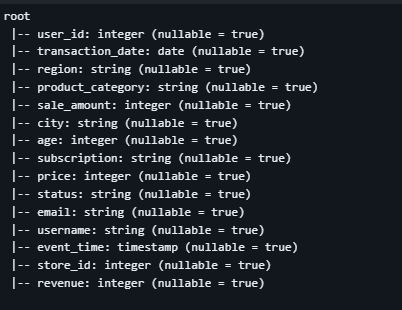 root
 |-- user_id: integer (nullable = true)
 |-- transaction_date: date (nullable = true)
 |-- region: string (nullable = true)
 |-- product_category: string (nullable = true)
 |-- sale_amount: integer (nullable = true)
 |-- city: string (nullable = true)
 |-- age: integer (nullable = true)
 |-- subscription: string (nullable = true)
 |-- price: integer (nullable = true)
 |-- status: string (nullable = true)
 |-- email: string (nullable = true)
 |-- username: string (nullable = true)
 |-- event_time: timestamp (nullable = true)
 |-- store_id: integer (nullable = true)
 |-- revenue: integer (nullable = true)